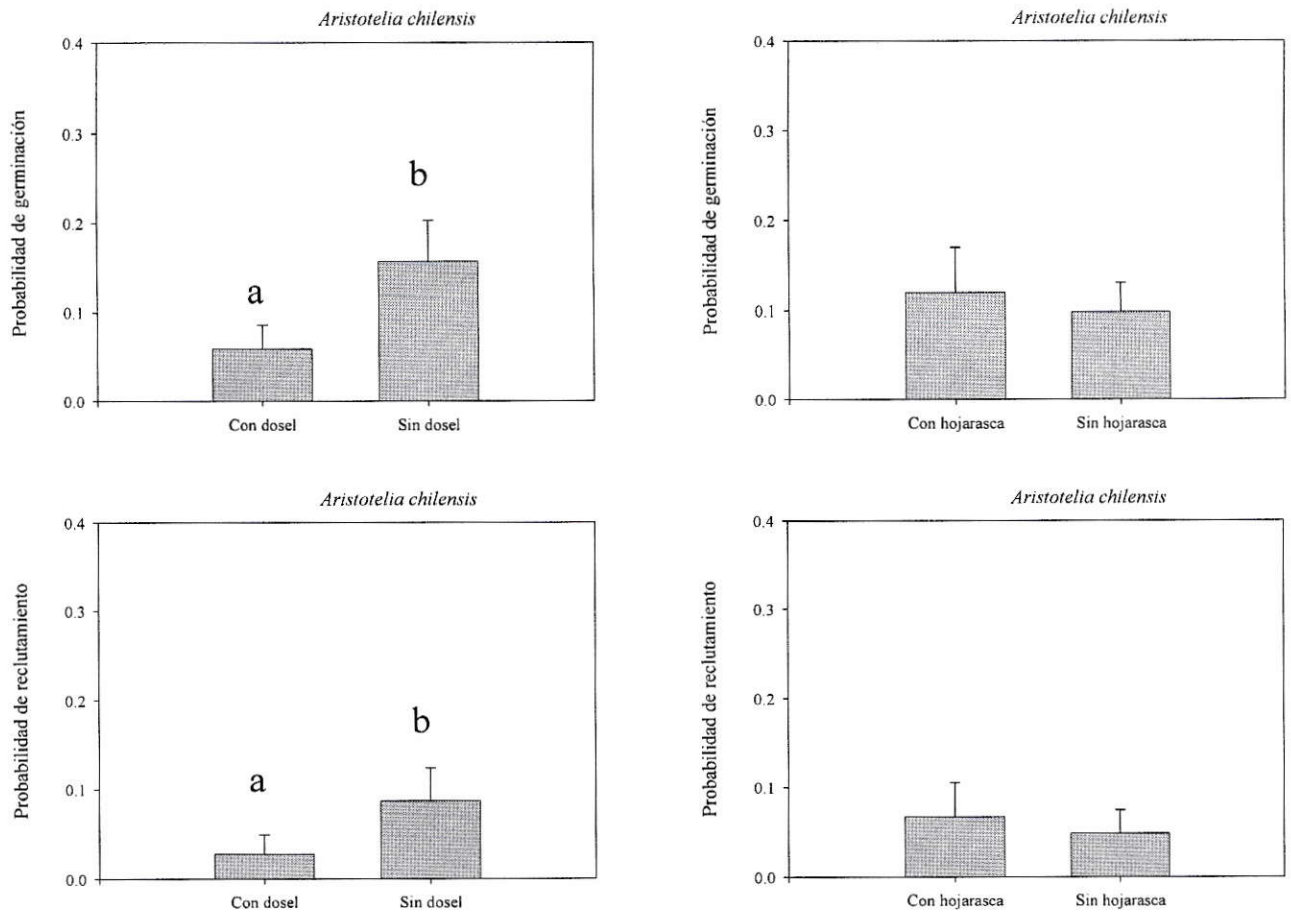 Aristotelia chilensis
Probabilidad de germinación
0.4
0.3
0.2
0.1
0.0
a
b
Con dosel
Sin dosel
Aristotelia chilensis
Probabilidad de germinación
0.4
0.3
0.2
0.1
0.0
Con hojarasca
Sin hojarasca
Aristotelia chilensis
Probabilidad de reclutamiento
0.4
0.3
0.2
0.1
0.0
a
b
Con dosel
Sin dosel
Aristotelia chilensis
Probabilidad de reclutamiento
0.4
0.3
0.2
0.1
0.0
Con hojarasca
Sin hojarasca